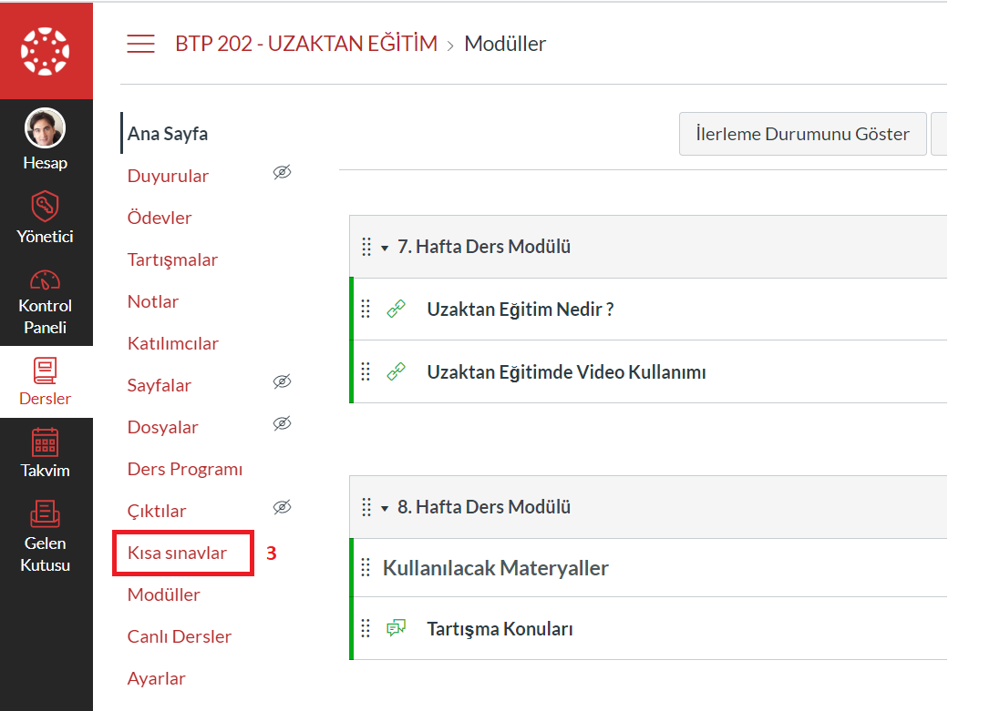 BTP 202 - UZAKTAN EĞİTİM > Modüller
Hesap
Yönetici
Kontrol
Paneli
Dersler
Takvim
Gelen
Kutusu
Ana Sayfa
Duyurular
Ödevler
Tartışmalar
Notlar
Katılımcılar
Sayfalar
Dosyalar
Ders Programı
Çıktılar
Kısa sınavlar 3
Modüller
Canlı Dersler
Ayarlar
İlerleme Durumunu Göster
7. Hafta Ders Modülü
Uzaktan Eğitim Nedir ?
Uzaktan Eğitimde Video Kullanımı
8. Hafta Ders Modülü
Kullanılacak Materyaller
Tartışma Konuları